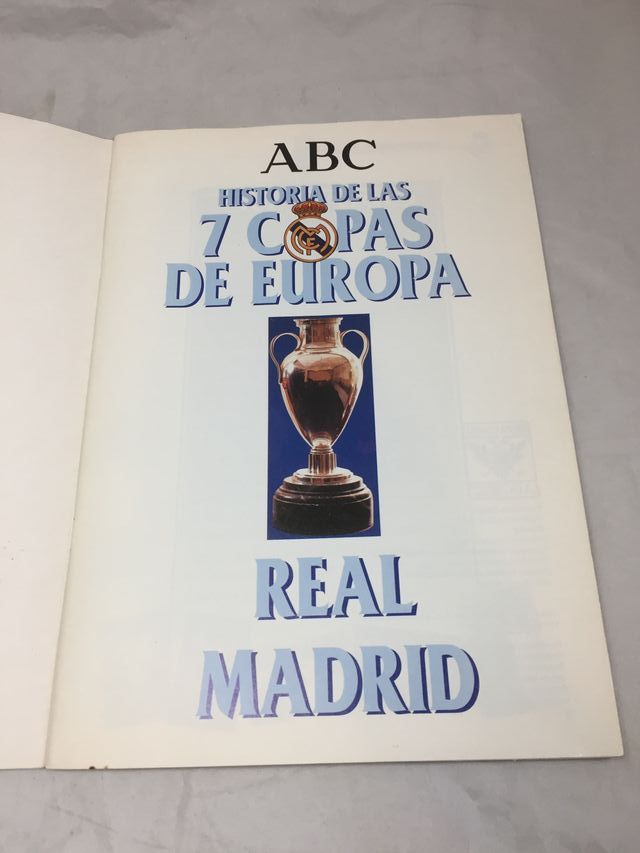 ABC
HISTORIA DE LAS
7 COPAS
DE EUROPA
REAL
MADRID